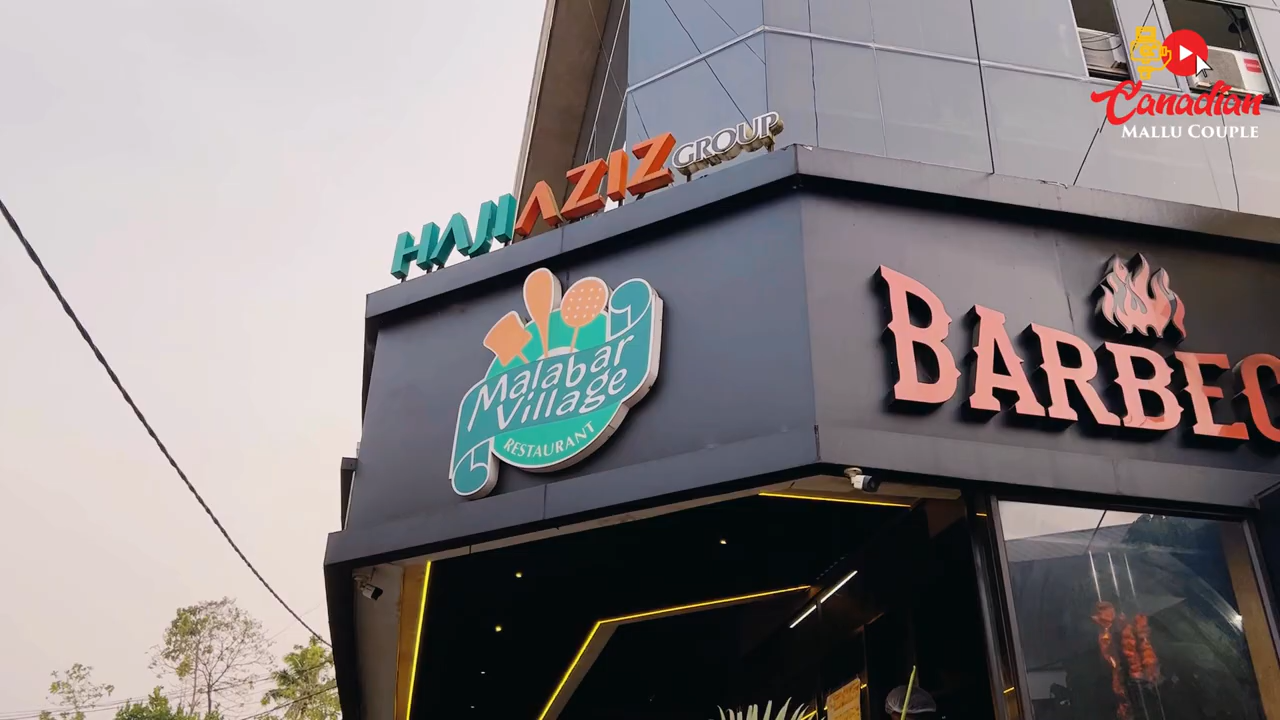 Canadian
MALLU COUPLE
HAJI AZIZ GROUP
Malabar
Village
RESTAURANT
BARBEC